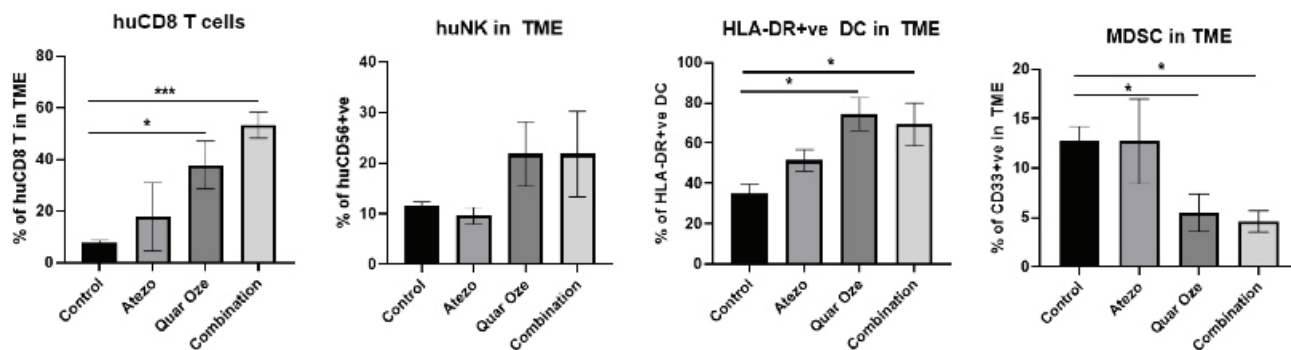 huCD8 T cells
% of huCD8 T in TME
80
60
40
20
0
***
*
Control
Atezo
Quar Oze
Combination
huNK in TME
% of huCD56+ve
40
30
20
10
0
Control
Atezo
Quar Oze
Combination
HLA-DR+ve DC in TME
% of HLA-DR+ve DC
100
80
60
40
20
0
*
*
Control
Atezo
Quar Oze
Combination
MDSC in TME
% of CD33+ve in TME
20
15
10
5
0
*
*
Control
Atezo
Quar Oze
Combination